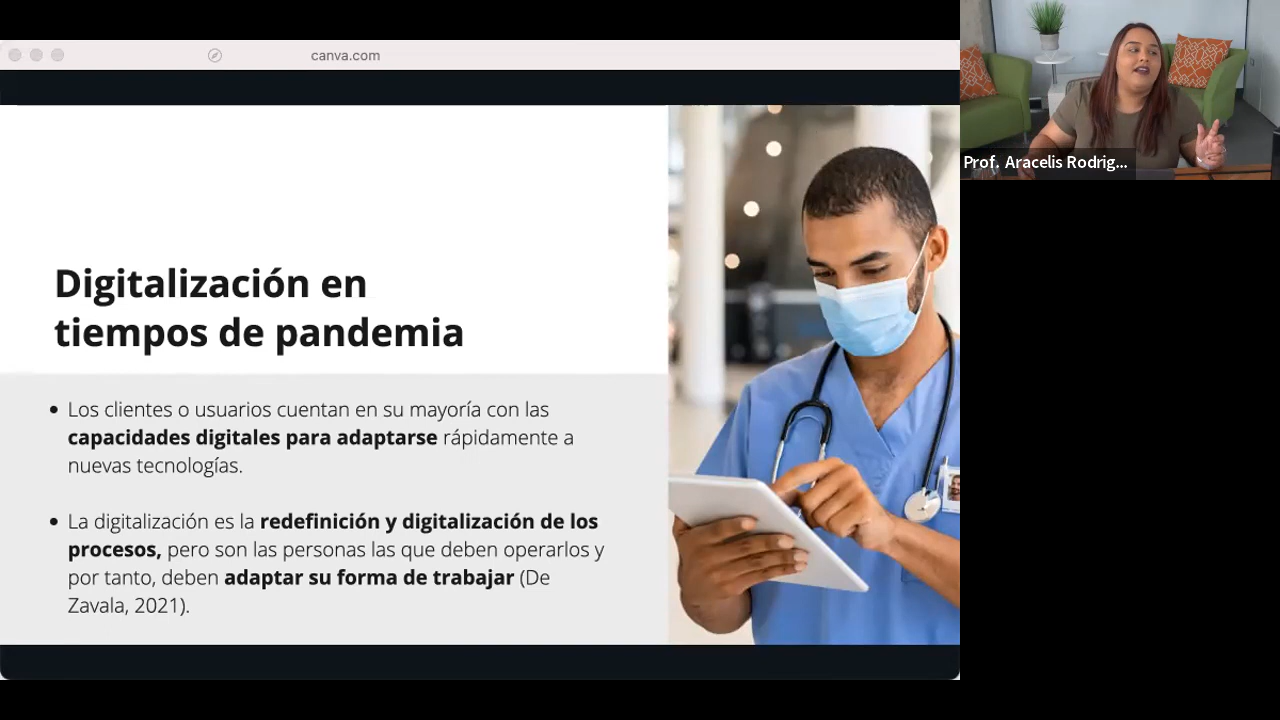 canva.com
Digitalización en
tiempos de pandemia
• Los clientes o usuarios cuentan en su mayoría con las
capacidades digitales para adaptarse rápidamente a
nuevas tecnologías.
• La digitalización es la redefinición y digitalización de los
procesos, pero son las personas las que deben operarlos y
por tanto, deben adaptar su forma de trabajar (De
Zavala, 2021).
Prof. Aracelis Rodrig...